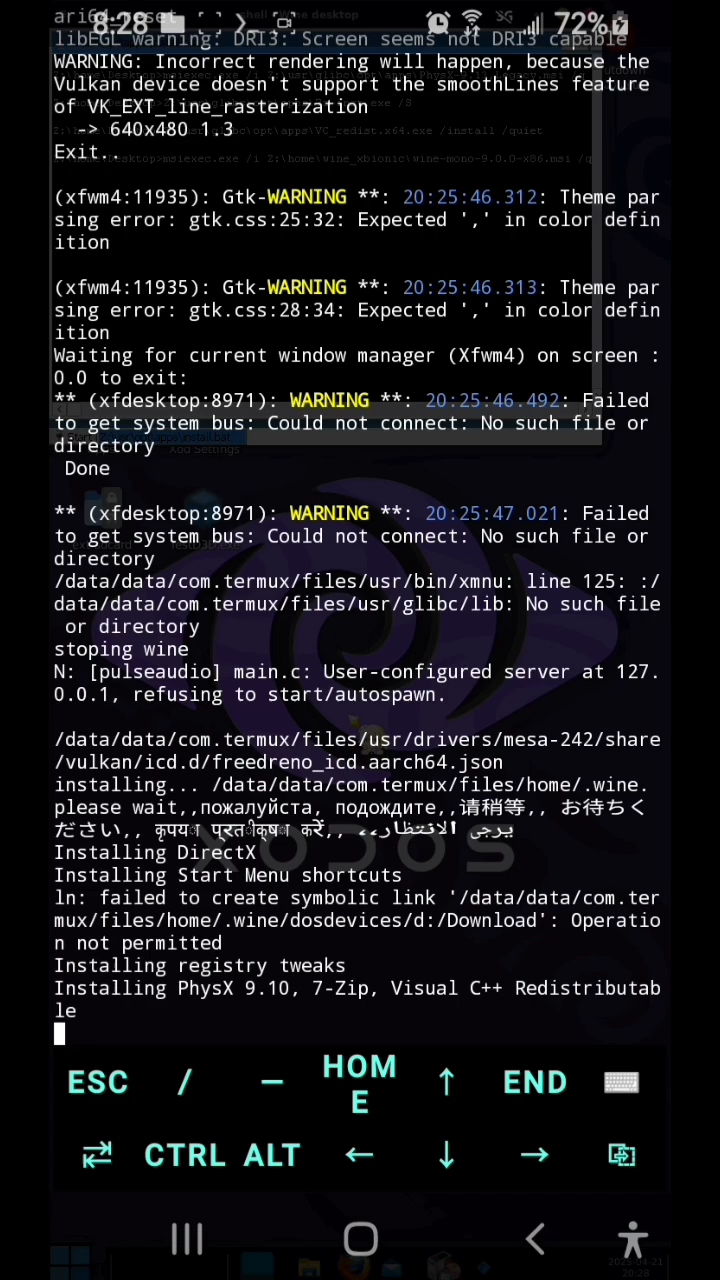 ari64 reset
8:28
72%
libEGL warning: DRI3: Screen seems not DRI3 capable
WARNING: Incorrect rendering will happen, because the
Vulkan device doesn't support the smoothLines feature
of VK_EXT_line_rasterization
-> 640x480 1.3
Exit.
(xfwm4:11935): Gtk-WARNING **: 20:25:46.312: Theme par
sing error: gtk.css:25:32: Expected ',' in color defin
ition
(xfwm4:11935): Gtk-WARNING **: 20:25:46.313: Theme par
sing error: gtk.css:28:34: Expected ',' in color defin
ition
Waiting for current window manager (Xfwm4) on screen :
0.0 to exit:
** (xfdesktop:8971): WARNING **: 20:25:46.492: Failed
to get system bus: Could not connect: No such file or
directory
Done
** (xfdesktop:8971): WARNING **: 20:25:47.021: Failed
to get system bus: Could not connect: No such file or
directory
/data/data/com.termux/files/usr/bin/xmnu: line 125: :/
data/data/com.termux/files/usr/glibc/lib: No such file
or directory
stoping wine
N: [pulseaudio] main.c: User-configured server at 127.
0.0.1, refusing to start/autospawn.
/data/data/com.termux/files/usr/drivers/mesa-242/share
/vulkan/icd.d/freedreno_icd.aarch64.json
installing... /data/data/com.termux/files/home/.wine.
please wait,,пожалуйста, подождите,,请稍等,, お待ちく
ださい,, कृपया प्रतीक्षा करें,, يرجى الانتظار،،
XODOS
Installing DirectX
Installing Start Menu shortcuts
ln: failed to create symbolic link '/data/data/com.ter
mux/files/home/.wine/dosdevices/d:/Download': Operatio
n not permitted
Installing registry tweaks
Installing PhysX 9.10, 7-Zip, Visual C++ Redistributab
le
ESC / — HOM
E ↑ END
CTRL ALT ← ↓ →